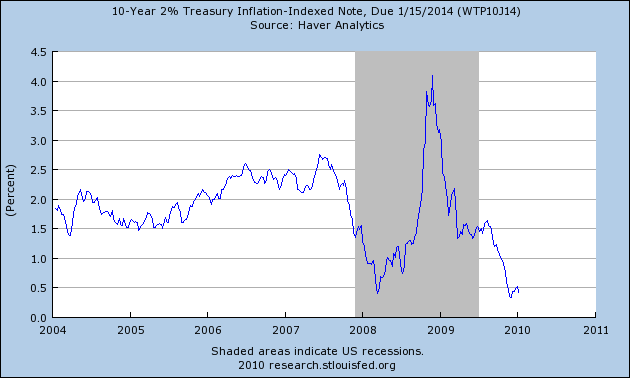 10-Year 2% Treasury Inflation-Indexed Note, Due 1/15/2014 (WTP10J14)
Source: Haver Analytics
4.5
4.0
3.5
3.0
2.5
2.0
1.5
1.0
0.5
0.0
(Percent)
2004 2005 2006 2007 2008 2009 2010 2011
Shaded areas indicate US recessions.
2010 research.stlouisfed.org